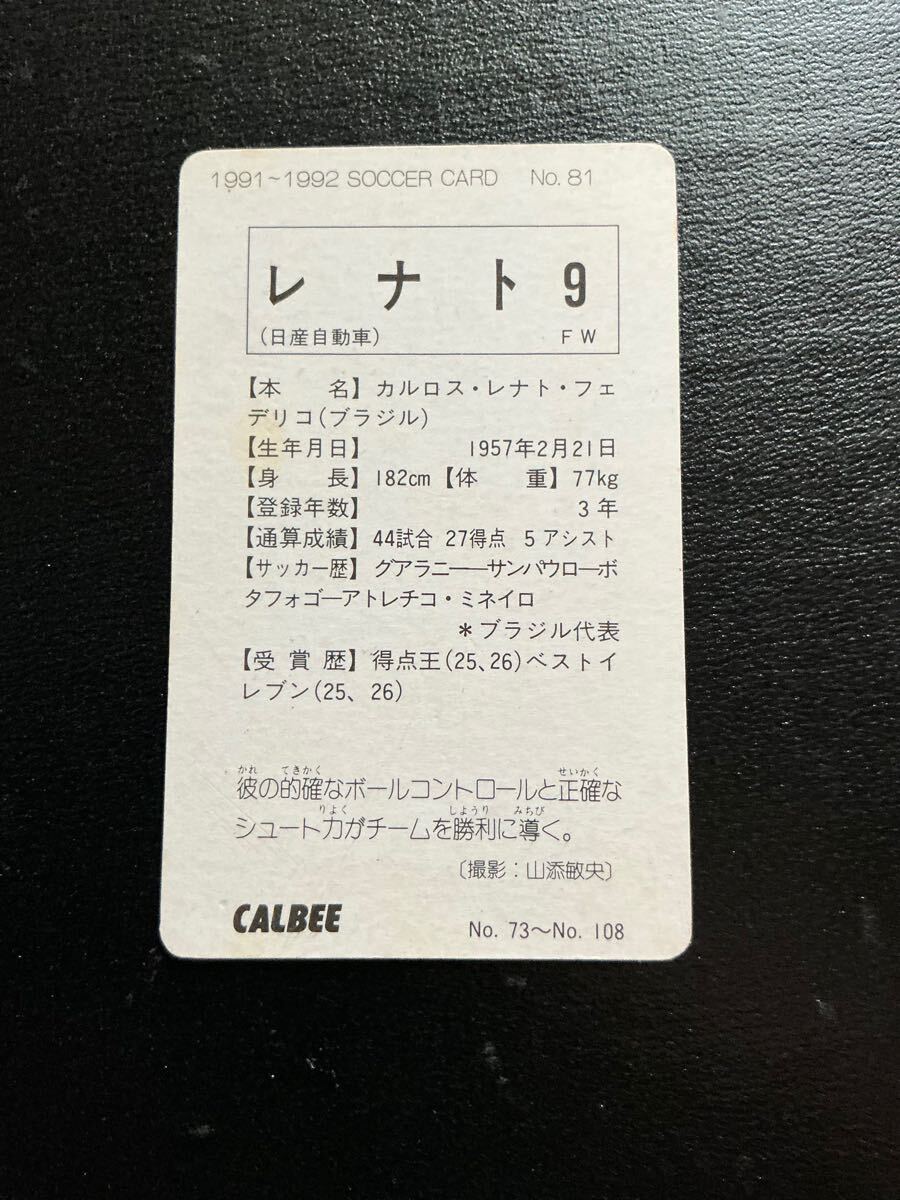 1991~1992 SOCCER CARD No. 81
レナト 9
(日産自動車) FW
【本　名】カルロス・レナト・フェ
デリコ(ブラジル)
【生年月日】 1957年2月21日
【身　長】182cm【体　重】77kg
【登録年数】 3年
【通算成績】44試合 27得点 5アシスト
【サッカー歴】グアラニ――サンパウロ―ボ
タフォゴ―アトレチコ・ミネイロ
＊ブラジル代表
【受賞歴】得点王(25、26)ベストイ
レブン(25、26)
かれ てきかく せいかく
彼の的確なボールコントロールと正確な
りよく しようり みちび
シュート力がチームを勝利に導く。
〔撮影：山添敏央〕
CALBEE No. 73〜No. 108